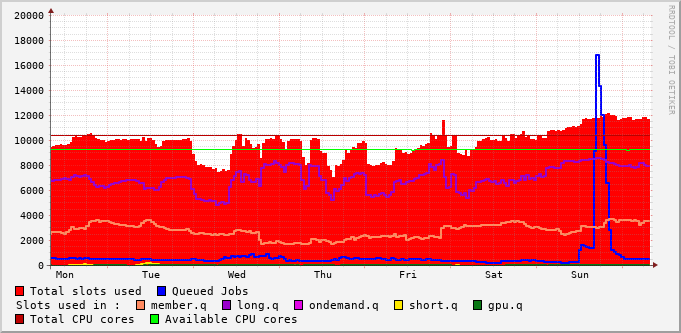 20000
18000
16000
14000
12000
10000
8000
6000
4000
2000
0
Mon Tue Wed Thu Fri Sat Sun
RRDTOOL / TOBI OETIKER
Total slots used Queued Jobs
Slots used in : member.q long.q ondemand.q short.q gpu.q
Total CPU cores Available CPU cores